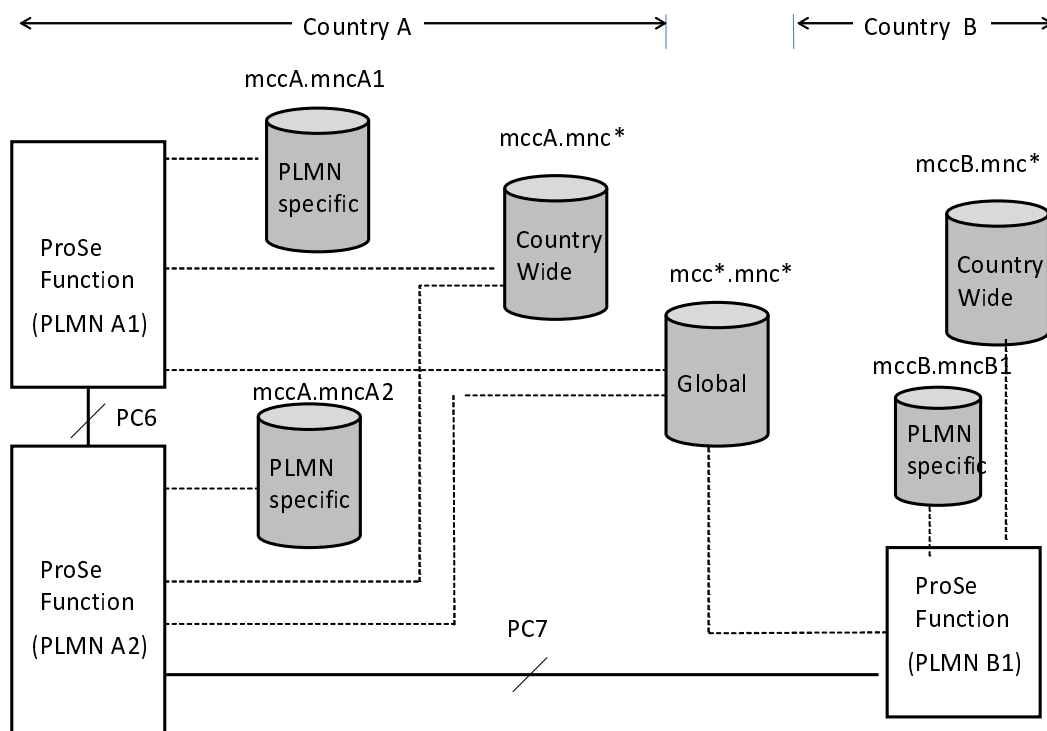 Country A
Country B
mccA.mncA1
PLMN
specific
mccA.mnc*
Country
Wide
mccB.mnc*
Country
Wide
ProSe
Function
(PLMN A1)
mcc*.mnc*
Global
mccB.mncB1
PLMN
specific
mccA.mncA2
PLMN
specific
PC6
ProSe
Function
(PLMN A2)
PC7
ProSe
Function
(PLMN B1)